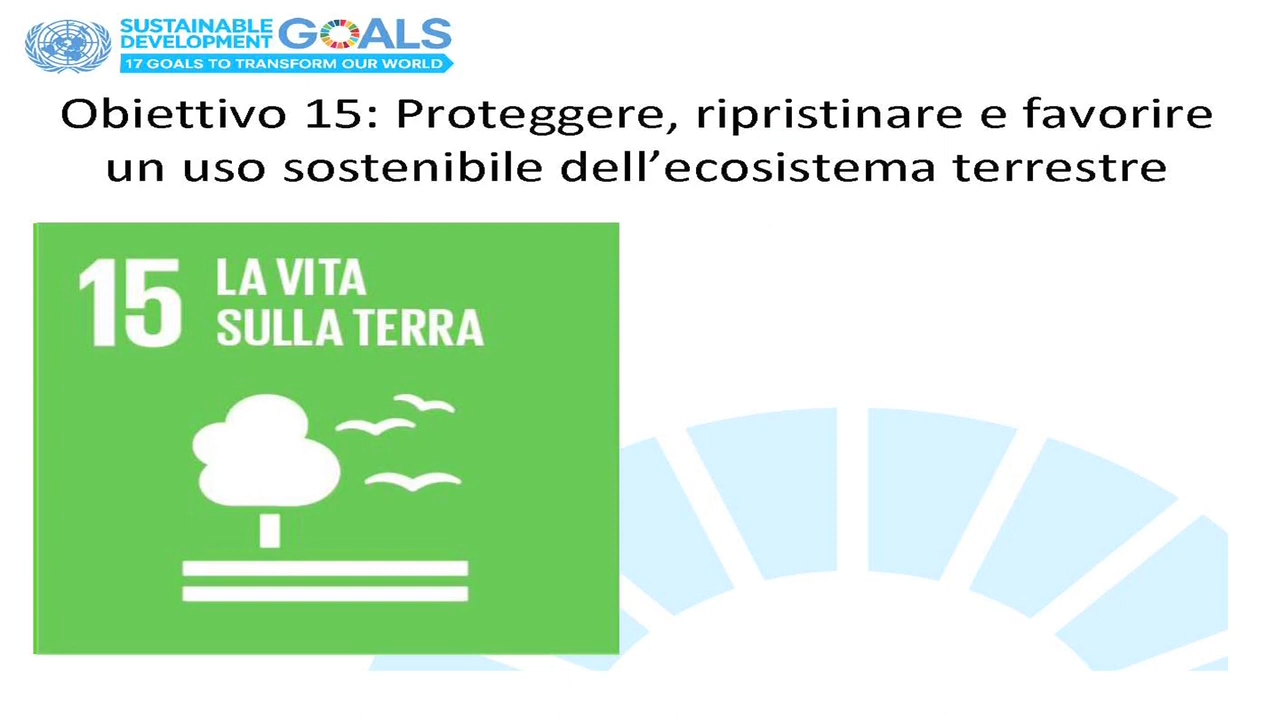 SUSTAINABLE
DEVELOPMENT
GOALS
17 GOALS TO TRANSFORM OUR WORLD
Obiettivo 15: Proteggere, ripristinare e favorire
un uso sostenibile dell’ecosistema terrestre
15
LA VITA
SULLA TERRA